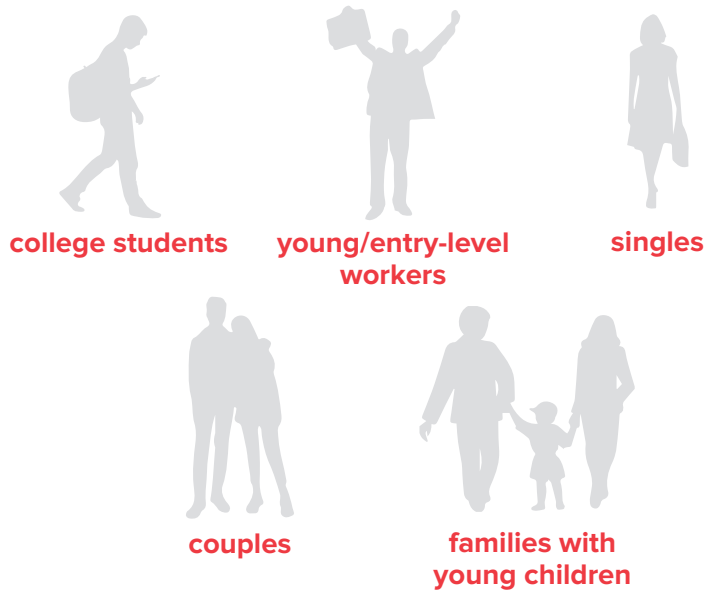 college students
young/entry-level
workers
singles
couples
families with
young children